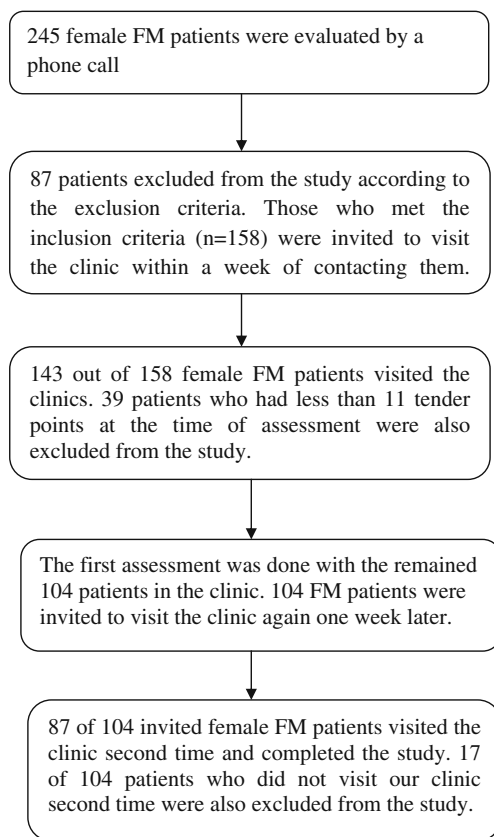 245 female FM patients were evaluated by a
phone call
87 patients excluded from the study according to
the exclusion criteria. Those who met the
inclusion criteria (n=158) were invited to visit
the clinic within a week of contacting them.
143 out of 158 female FM patients visited the
clinics. 39 patients who had less than 11 tender
points at the time of assessment were also
excluded from the study.
The first assessment was done with the remained
104 patients in the clinic. 104 FM patients were
invited to visit the clinic again one week later.
87 of 104 invited female FM patients visited the
clinic second time and completed the study. 17
of 104 patients who did not visit our clinic
second time were also excluded from the study.